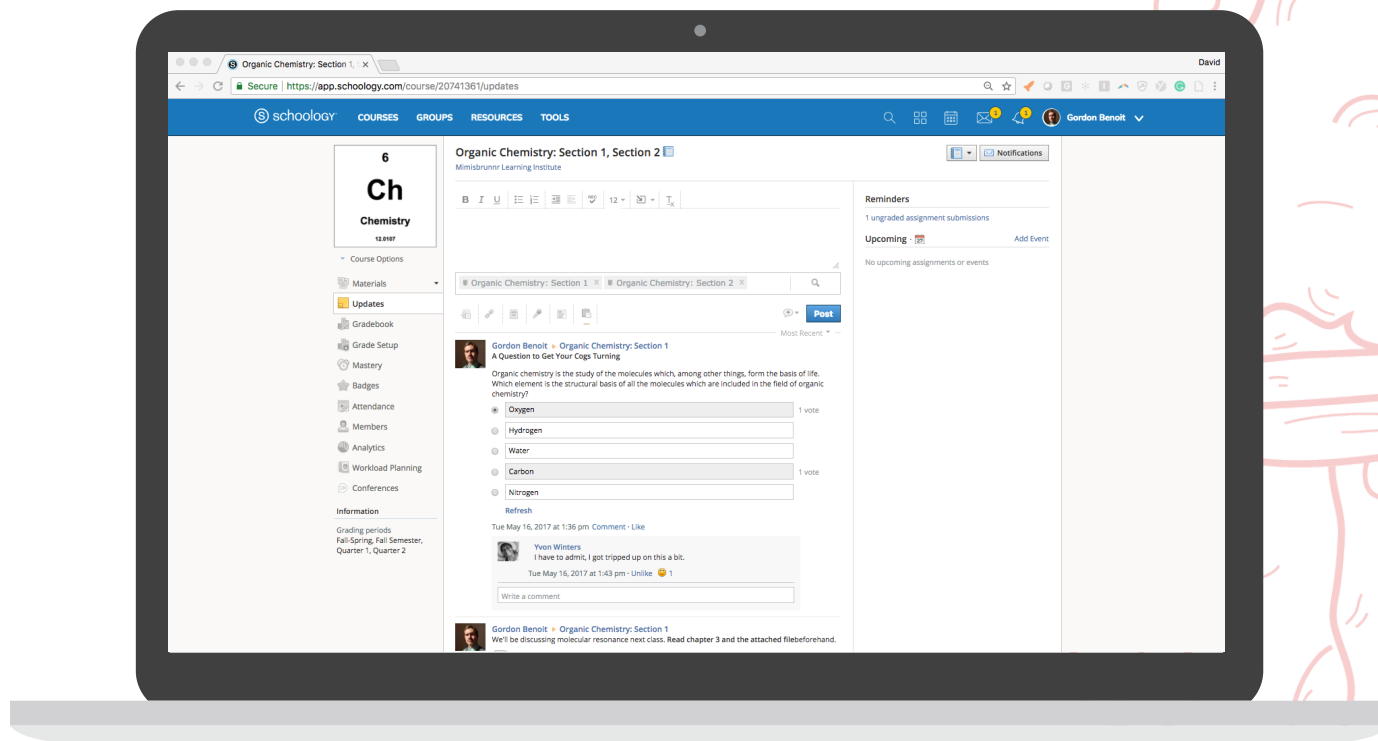 David
Organic Chemistry: Section 1, S
Secure | https://app.schoology.com/course/20741361/updates
schoology COURSES GROUPS RESOURCES TOOLS 1 1 Gordon Benoit
6
Ch
Chemistry
12.0107
Course Options
Materials
Updates
Gradebook
Grade Setup
Mastery
Badges
Attendance
Members
Analytics
Workload Planning
Conferences
Information
Grading periods
Fall-Spring, Fall Semester,
Quarter 1, Quarter 2
Organic Chemistry: Section 1, Section 2
Mimisbrunnr Learning Institute
Notifications
B I U 12
Organic Chemistry: Section 1 × Organic Chemistry: Section 2 ×
Post
Most Recent
Gordon Benoit ▸ Organic Chemistry: Section 1
A Question to Get Your Cogs Turning
Organic chemistry is the study of the molecules which, among other things, form the basis of life.
Which element is the structural basis of all the molecules which are included in the field of organic
chemistry?
Oxygen 1 vote
Hydrogen
Water
Carbon 1 vote
Nitrogen
Refresh
Tue May 16, 2017 at 1:36 pm Comment · Like
Yvon Winters
I have to admit, I got tripped up on this a bit.
Tue May 16, 2017 at 1:43 pm · Unlike 1
Write a comment
Gordon Benoit ▸ Organic Chemistry: Section 1
We'll be discussing molecular resonance next class. Read chapter 3 and the attached filebeforehand.
Reminders
1 ungraded assignment submissions
Upcoming · Add Event
No upcoming assignments or events